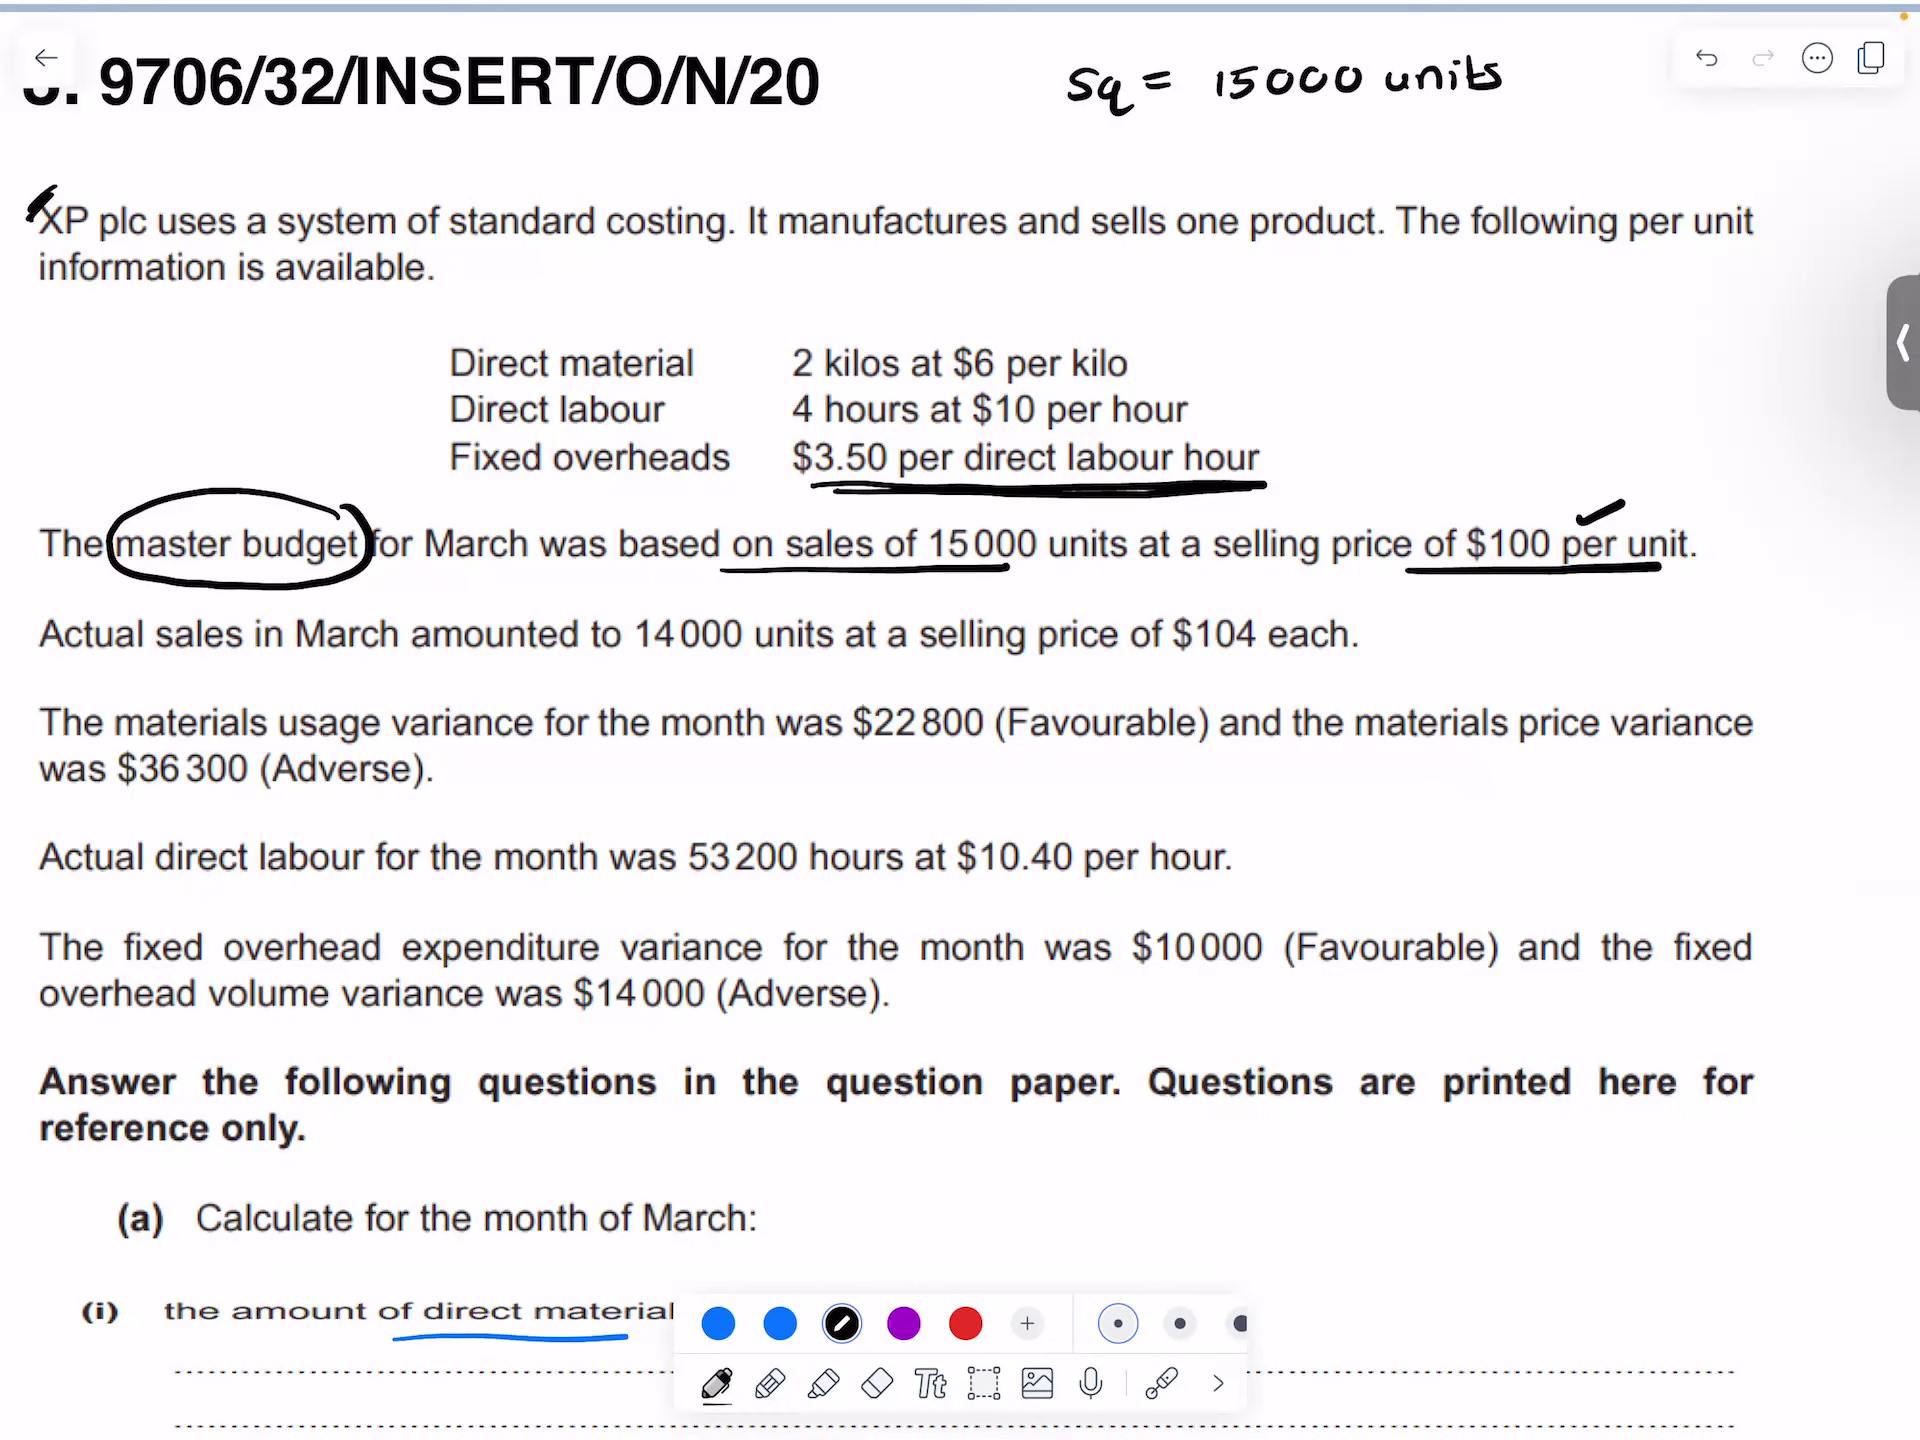 9706/32/INSERT/O/N/20
Sq = 15000 units
XP plc uses a system of standard costing. It manufactures and sells one product. The following per unit
information is available.
Direct material 2 kilos at $6 per kilo
Direct labour 4 hours at $10 per hour
Fixed overheads $3.50 per direct labour hour
The master budget for March was based on sales of 15 000 units at a selling price of $100 per unit.
Actual sales in March amounted to 14 000 units at a selling price of $104 each.
The materials usage variance for the month was $22 800 (Favourable) and the materials price variance
was $36 300 (Adverse).
Actual direct labour for the month was 53 200 hours at $10.40 per hour.
The fixed overhead expenditure variance for the month was $10 000 (Favourable) and the fixed
overhead volume variance was $14 000 (Adverse).
Answer the following questions in the question paper. Questions are printed here for
reference only.
(a) Calculate for the month of March:
(i) the amount of direct material
Tt